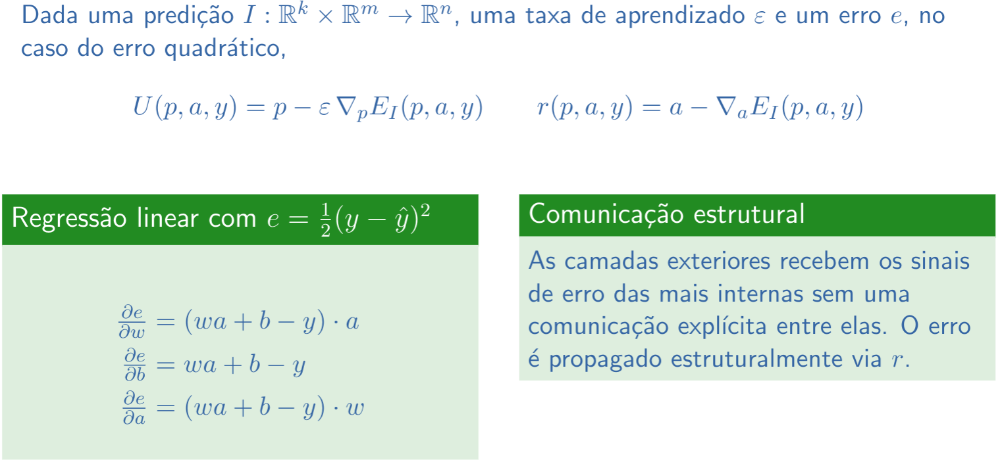 Dada uma predição $I : \mathbb{R}^k \times \mathbb{R}^m \to \mathbb{R}^n$, uma taxa de aprendizado $\varepsilon$ e um erro $e$, no
caso do erro quadrático,
$U(p, a, y) = p - \varepsilon \nabla_p E_I(p, a, y)$ $r(p, a, y) = a - \nabla_a E_I(p, a, y)$
Regressão linear com $e = \frac{1}{2}(y - \hat{y})^2$
$\frac{\partial e}{\partial w} = (wa + b - y) \cdot a$
$\frac{\partial e}{\partial b} = wa + b - y$
$\frac{\partial e}{\partial a} = (wa + b - y) \cdot w$
Comunicação estrutural
As camadas exteriores recebem os sinais
de erro das mais internas sem uma
comunicação explícita entre elas. O erro
é propagado estruturalmente via $r$.